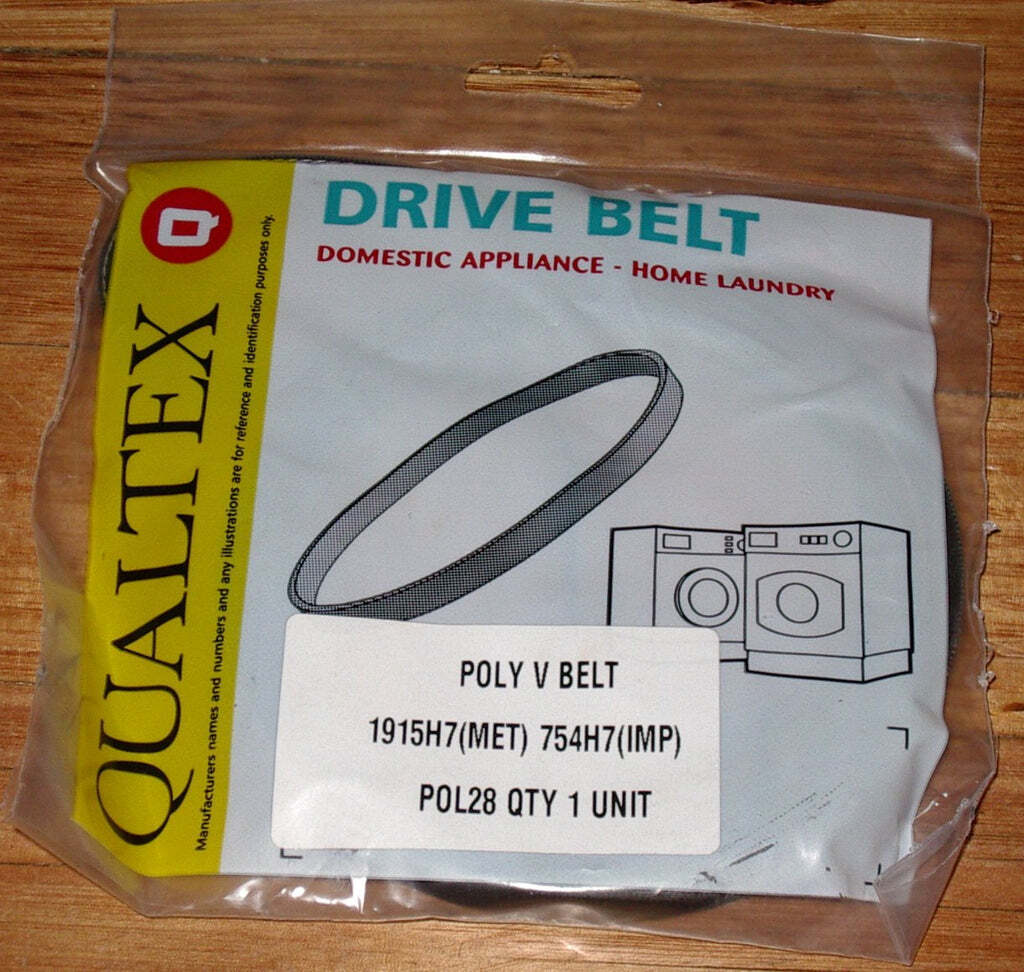 Q
QUALTEX
Manufacturers names and numbers and any illustrations are for reference and identification purposes only.
DRIVE BELT
DOMESTIC APPLIANCE - HOME LAUNDRY
POLY V BELT
1915H7(MET) 754H7(IMP)
POL28 QTY 1 UNIT